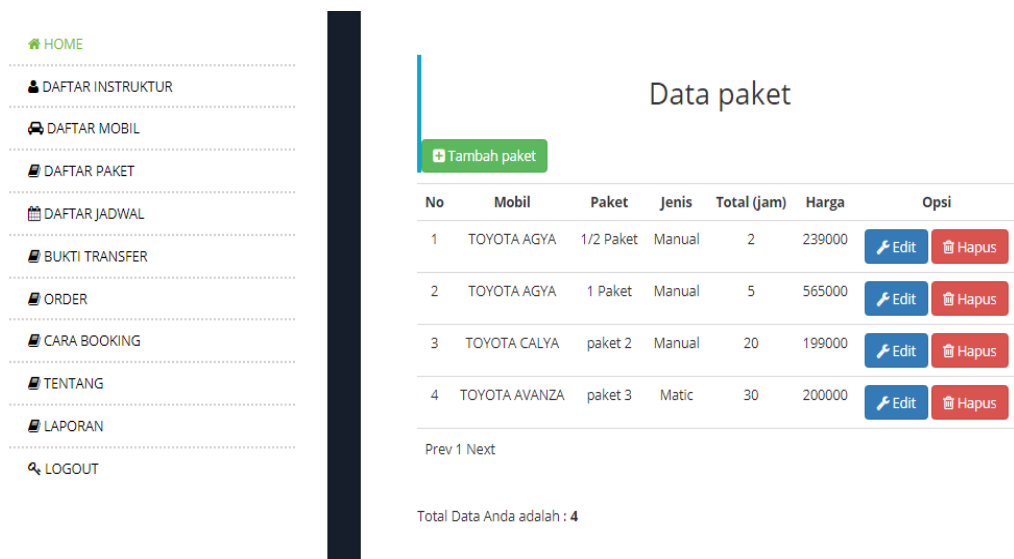 HOME
DAFTAR INSTRUKTUR
DAFTAR MOBIL
DAFTAR PAKET
DAFTAR JADWAL
BUKTI TRANSFER
ORDER
CARA BOOKING
TENTANG
LAPORAN
LOGOUT
Data paket
Tambah paket
No Mobil Paket Jenis Total (jam) Harga Opsi
1 TOYOTA AGYA 1/2 Paket Manual 2 239000 Edit Hapus
2 TOYOTA AGYA 1 Paket Manual 5 565000 Edit Hapus
3 TOYOTA CALYA paket 2 Manual 20 199000 Edit Hapus
4 TOYOTA AVANZA paket 3 Matic 30 200000 Edit Hapus
Prev 1 Next
Total Data Anda adalah : 4